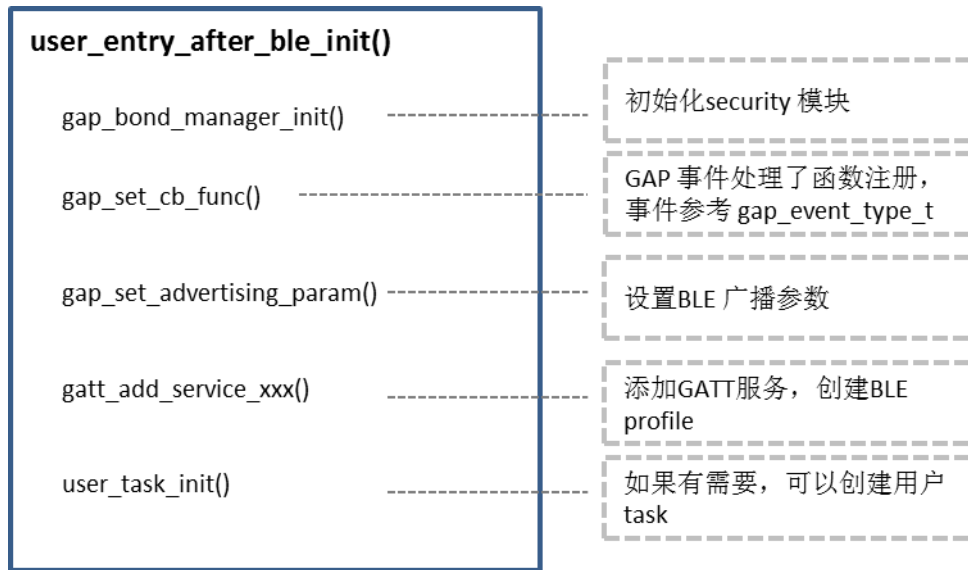 user_entry_after_ble_init()
gap_bond_manager_init()
初始化security 模块
gap_set_cb_func()
GAP 事件处理了函数注册，
事件参考 gap_event_type_t
gap_set_advertising_param()
设置BLE 广播参数
gatt_add_service_xxx()
添加GATT服务，创建BLE
profile
user_task_init()
如果有需要，可以创建用户
task